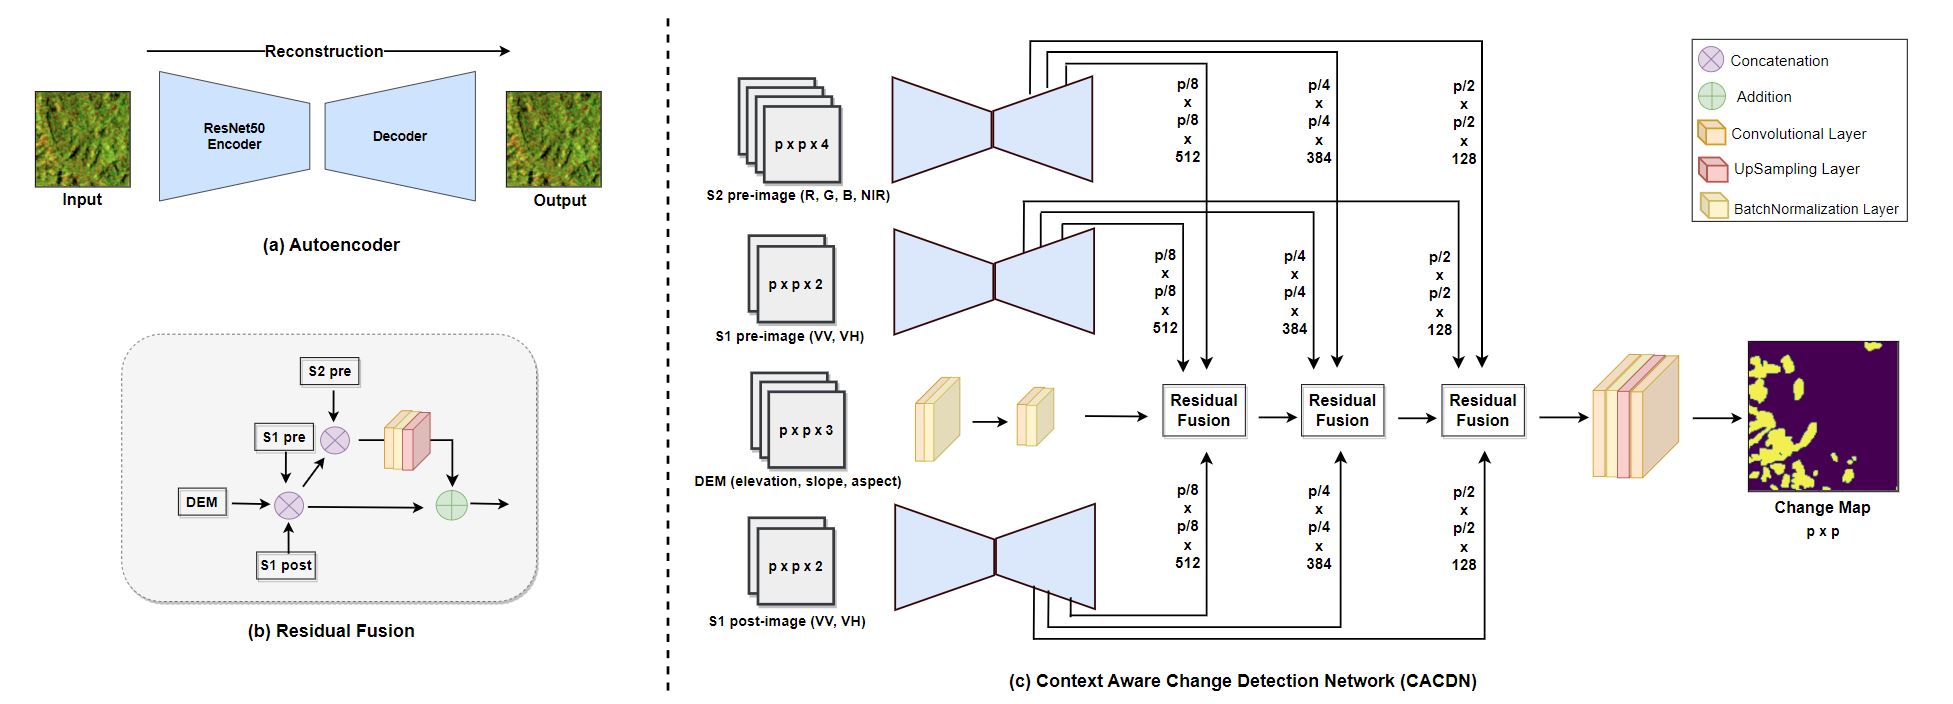 Reconstruction
ResNet50
Encoder
Decoder
Input
Output
(a) Autoencoder
S2 pre
S1 pre
DEM
S1 post
(b) Residual Fusion
p x p x 4
S2 pre-image (R, G, B, NIR)
p x p x 2
S1 pre-image (VV, VH)
p x p x 3
DEM (elevation, slope, aspect)
p x p x 2
S1 post-image (VV, VH)
p/8
x
p/8
x
512
p/4
x
p/4
x
384
p/2
x
p/2
x
128
p/8
x
p/8
x
512
p/4
x
p/4
x
384
p/2
x
p/2
x
128
Residual
Fusion
Residual
Fusion
Residual
Fusion
p/8
x
p/8
x
512
p/4
x
p/4
x
384
p/2
x
p/2
x
128
Concatenation
Addition
Convolutional Layer
UpSampling Layer
BatchNormalization Layer
Change Map
p x p
(c) Context Aware Change Detection Network (CACDN)